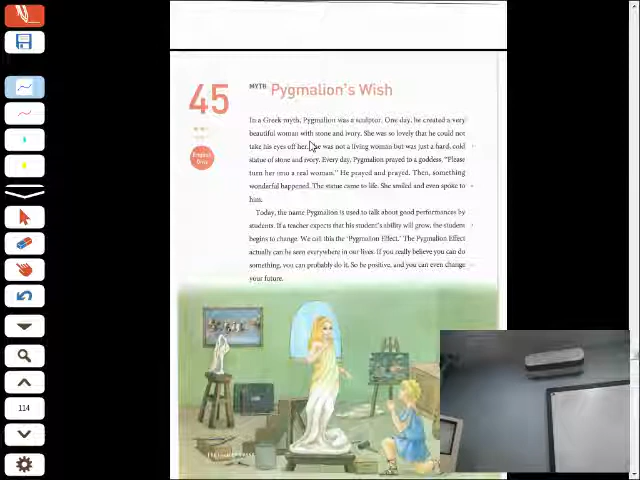 45
MYTH Pygmalion's Wish
English Only
In a Greek myth, Pygmalion was a sculptor. One day, he created a very
beautiful woman with stone and ivory. She was so lovely that he could not
take his eyes off her. She was not a living woman but was just a hard, cold
statue of stone and ivory. Every day, Pygmalion prayed to a goddess, "Please
turn her into a real woman." He prayed and prayed. Then, something
wonderful happened. The statue came to life. She smiled and even spoke to
him.
Today, the name Pygmalion is used to talk about good performances by
students. If a teacher expects that his student's ability will grow, the student
begins to change. We call this the 'Pygmalion Effect.' The Pygmalion Effect
actually can be seen everywhere in our lives. If you really believe you can do
something, you can probably do it. So be positive, and you can even change
your future.
114